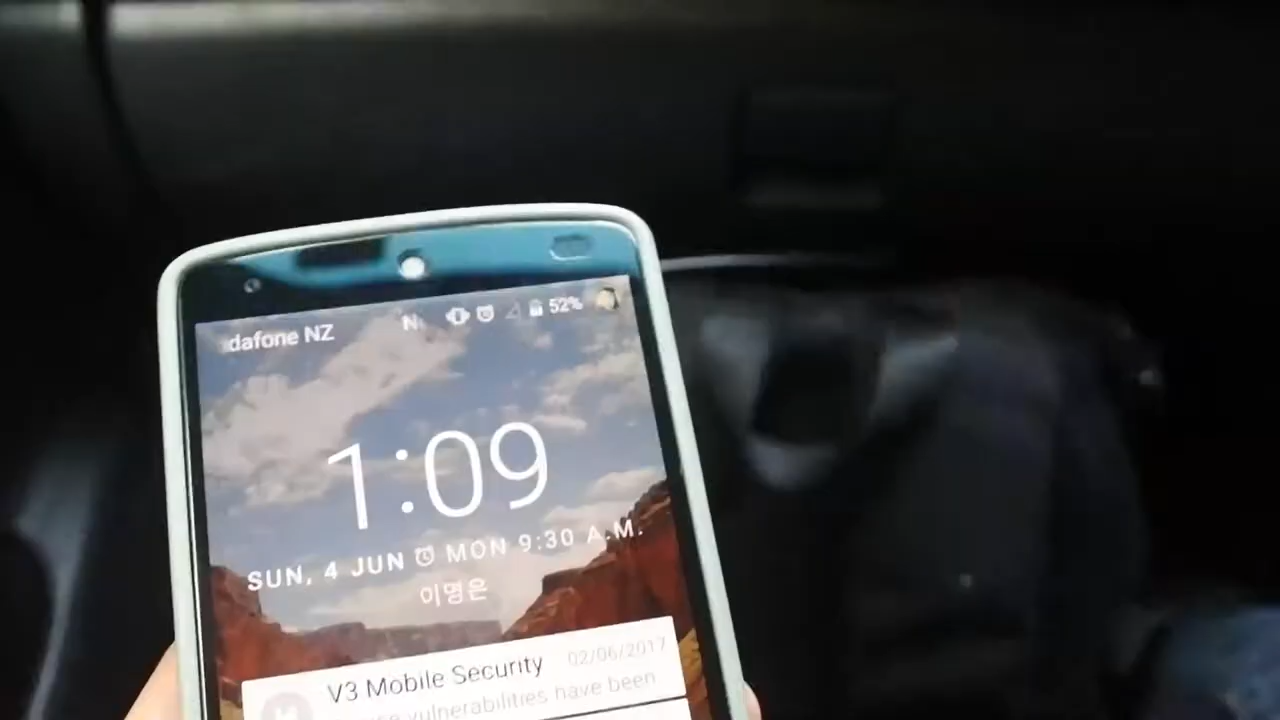 dafone NZ 52%
1:09
SUN, 4 JUN MON 9:30 A.M.
이명은
V3 Mobile Security 02/06/2017
vulnerabilities have been